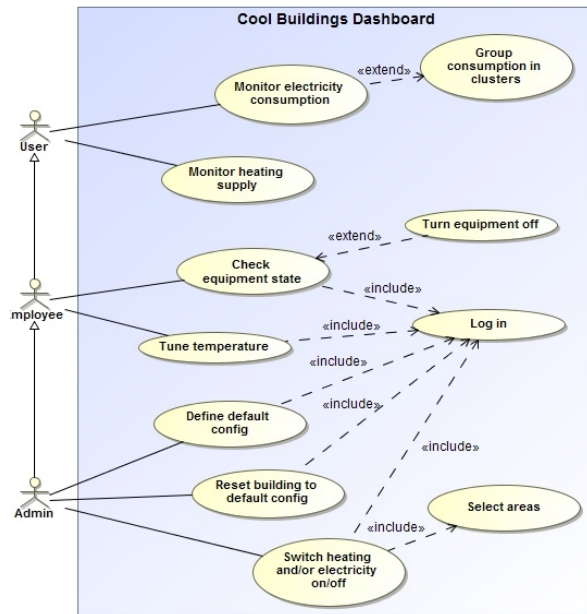 Cool Buildings Dashboard
Group
consumption in
clusters
«extend»
Monitor electricity
consumption
User
Monitor heating
supply
Turn equipment off
«extend»
Check
equipment state
«include»
mployee
Log in
«include»
Tune temperature
«include»
Define default
config
«include»
«include»
Reset building to
default config
Admin
Select areas
«include»
Switch heating
and/or electricity
on/off